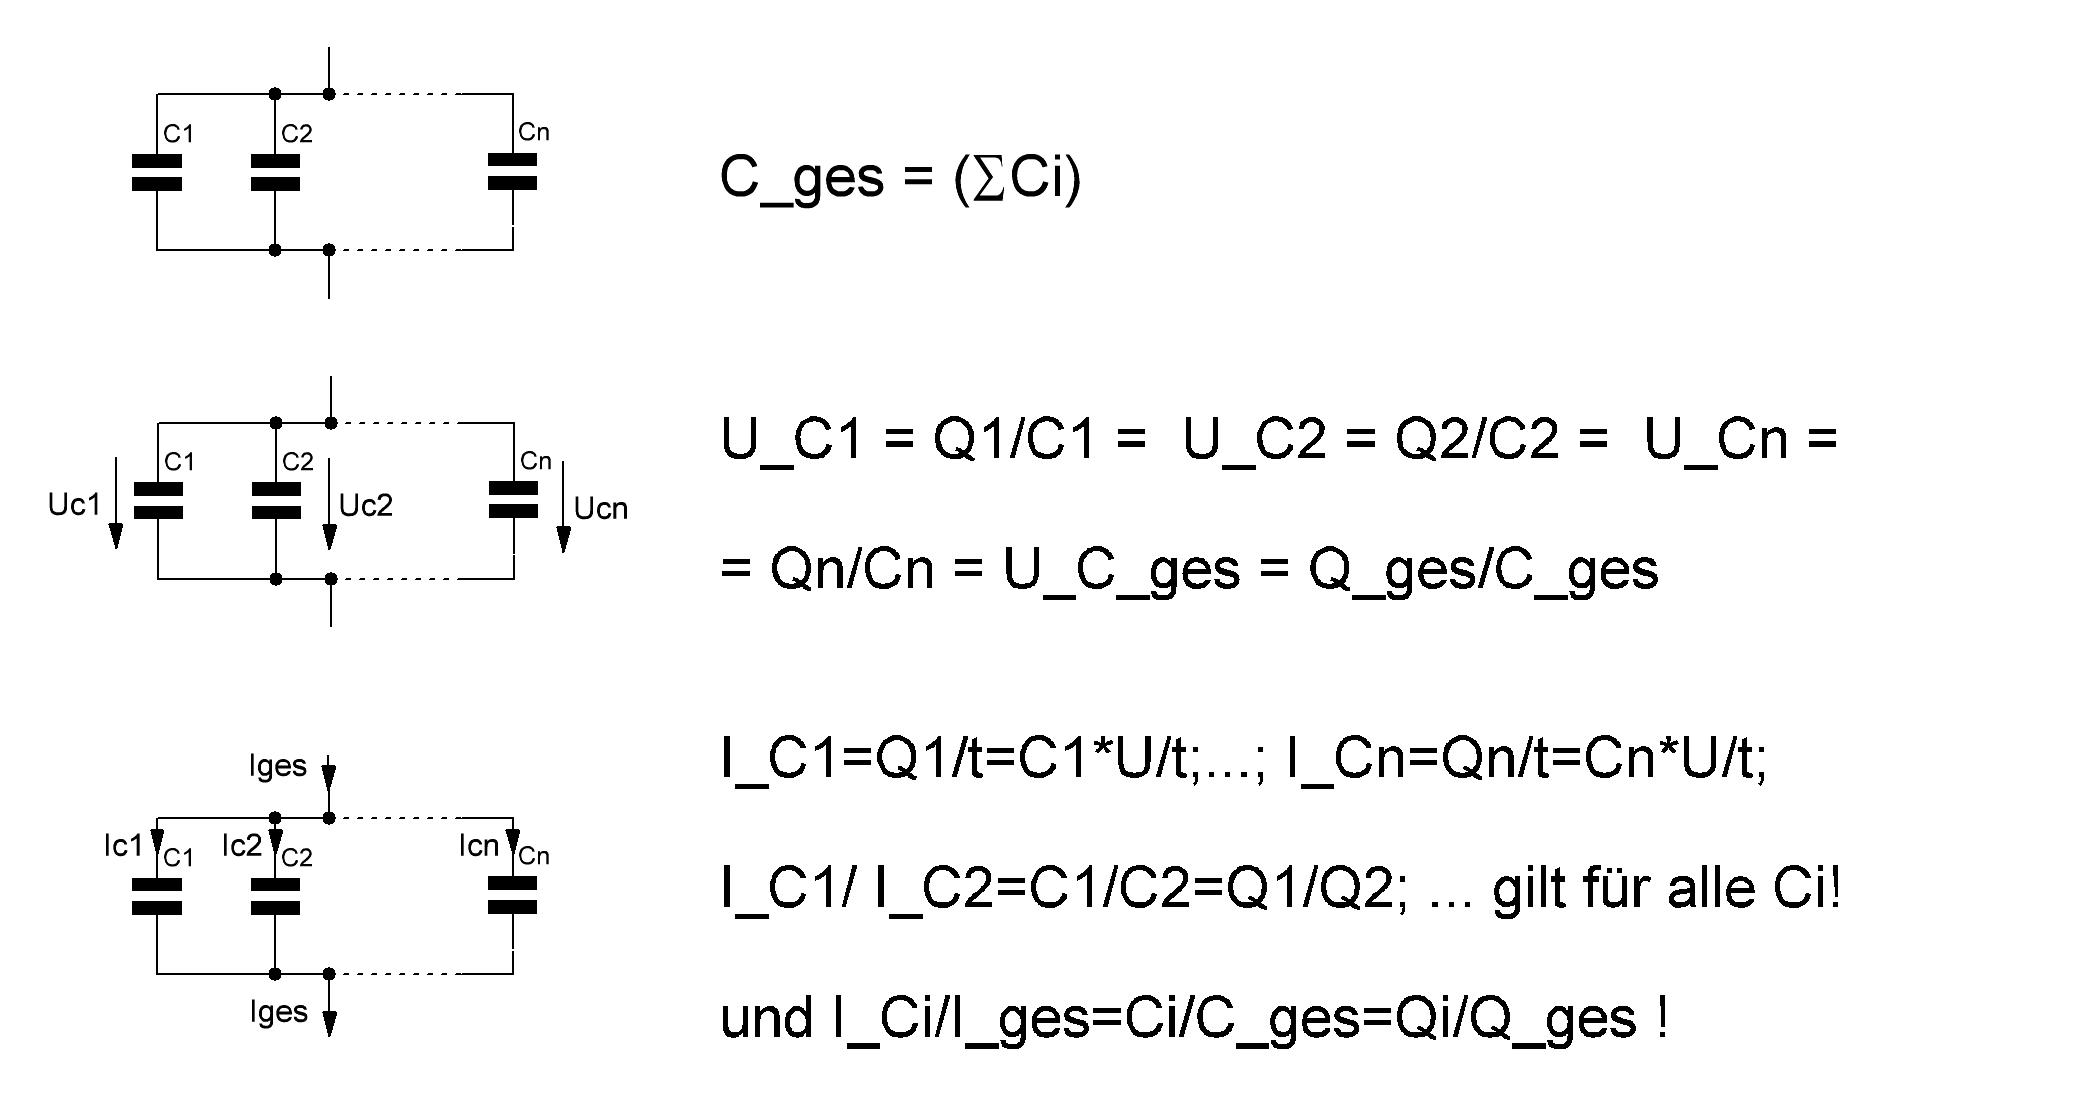 C1 C2 Cn
C_ges = (∑Ci)
U_C1 = Q1/C1 = U_C2 = Q2/C2 = U_Cn =
C1 C2 Cn
Uc1 Uc2 Ucn
= Qn/Cn = U_C_ges = Q_ges/C_ges
I_C1=Q1/t=C1*U/t;...; I_Cn=Qn/t=Cn*U/t;
Iges
Ic1 C1 Ic2 C2 Icn Cn
I_C1/ I_C2=C1/C2=Q1/Q2; ... gilt für alle Ci!
Iges
und I_Ci/I_ges=Ci/C_ges=Qi/Q_ges !